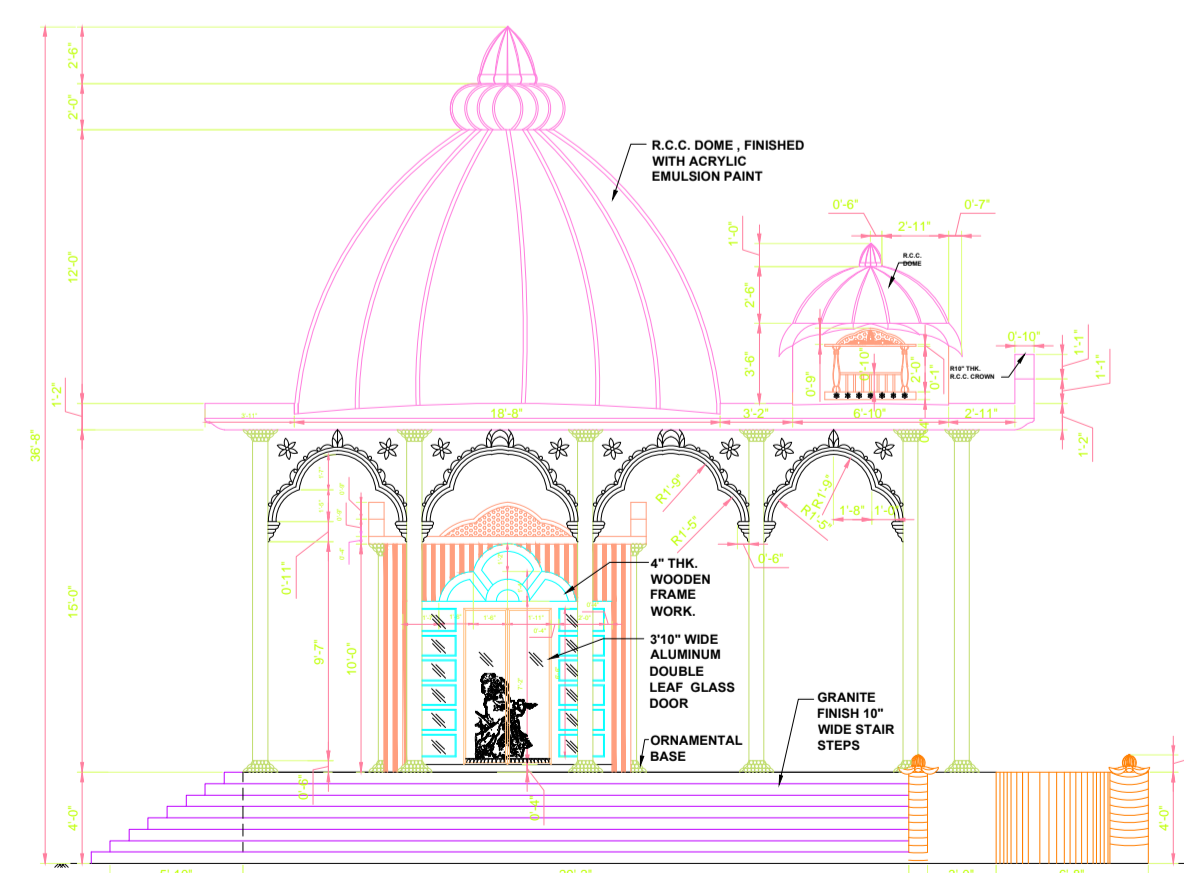 2'-6"
2'-0"
12'-0"
1'-2"
36'-8"
15'-0"
4'-0"
R.C.C. DOME , FINISHED
WITH ACRYLIC
EMULSION PAINT
0'-6"
0'-7"
2'-11"
1'-0"
R.C.C.
DOME
2'-6"
3'-6"
0'-9"
2'-0"
0'-1"
R10" THK.
R.C.C. CROWN
0'-10"
1'-1"
1'-1"
1'-2"
18'-8"
3'-2"
6'-10"
2'-11"
R1'-9"
R1'-5"
R1'-9"
R1'-5"
1'-8"
1'-0"
0'-6"
0'-11"
9'-7"
10'-0"
4" THK.
WOODEN
FRAME
WORK.
3'10" WIDE
ALUMINUM
DOUBLE
LEAF GLASS
DOOR
ORNAMENTAL
BASE
GRANITE
FINISH 10"
WIDE STAIR
STEPS
0'-6"
0'-4"
4'-0"